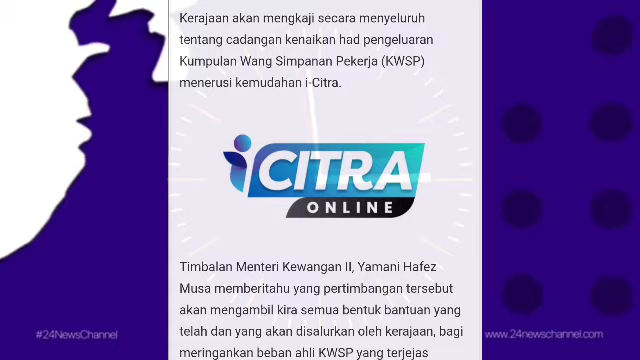 Kerajaan akan mengkaji secara menyeluruh
tentang cadangan kenaikan had pengeluaran
Kumpulan Wang Simpanan Pekerja (KWSP)
menerusi kemudahan i-Citra.
iCITRA
ONLINE
Timbalan Menteri Kewangan II, Yamani Hafez
Musa memberitahu yang pertimbangan tersebut
akan mengambil kira semua bentuk bantuan yang
telah dan yang akan disalurkan oleh kerajaan, bagi
meringankan beban ahli KWSP yang terjejas
#24NewsChannel
www.24newschannel.com